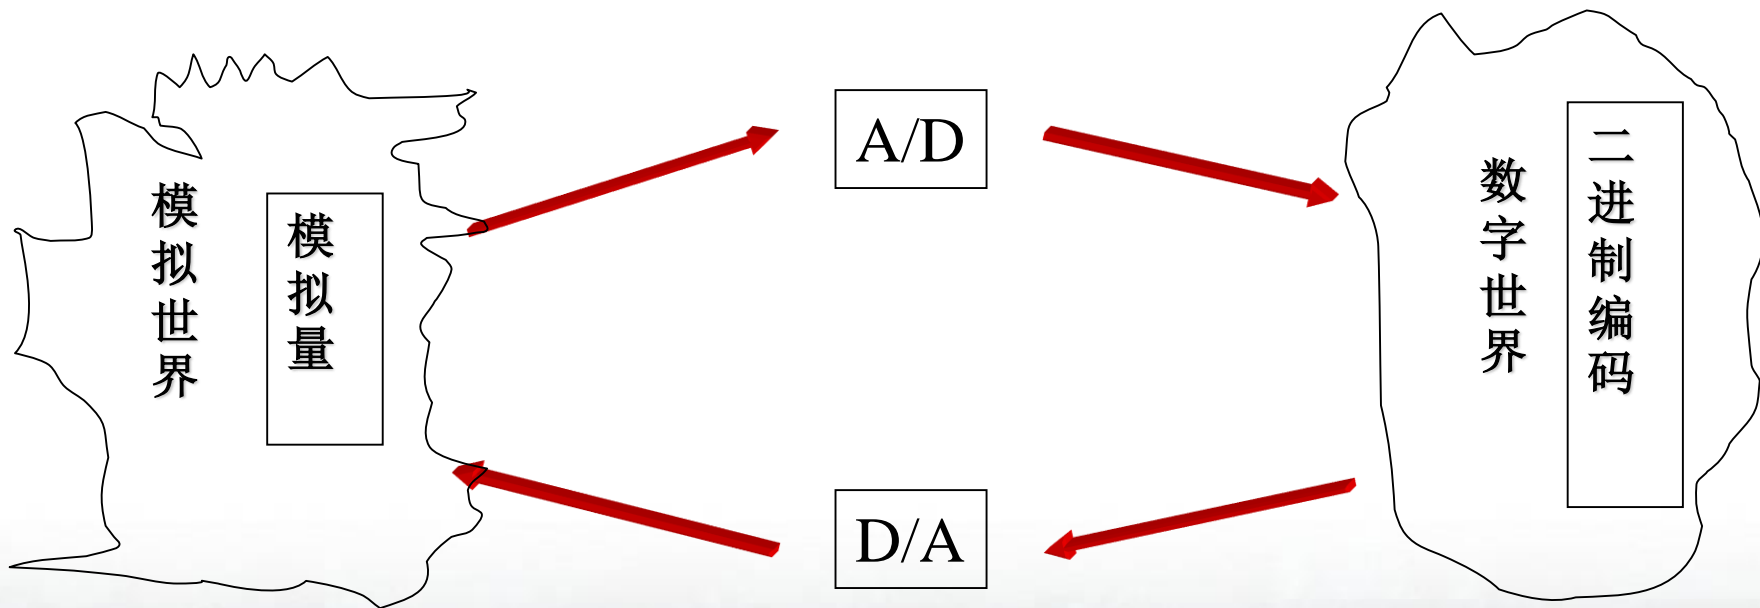 模拟世界
模拟量
A/D
D/A
数字世界
二进制编码